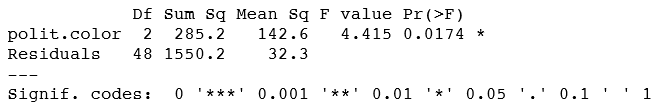 Df Sum Sq Mean Sq F value Pr(>F)
polit.color 2 285.2 142.6 4.415 0.0174 *
Residuals 48 1550.2 32.3
---
Signif. codes: 0 '***' 0.001 '**' 0.01 '*' 0.05 '.' 0.1 ' ' 1